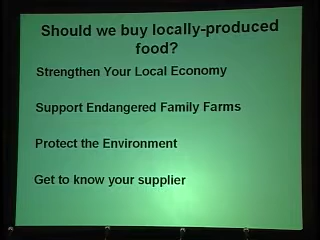 Should we buy locally-produced
food?
Strengthen Your Local Economy
Support Endangered Family Farms
Protect the Environment
Get to know your supplier